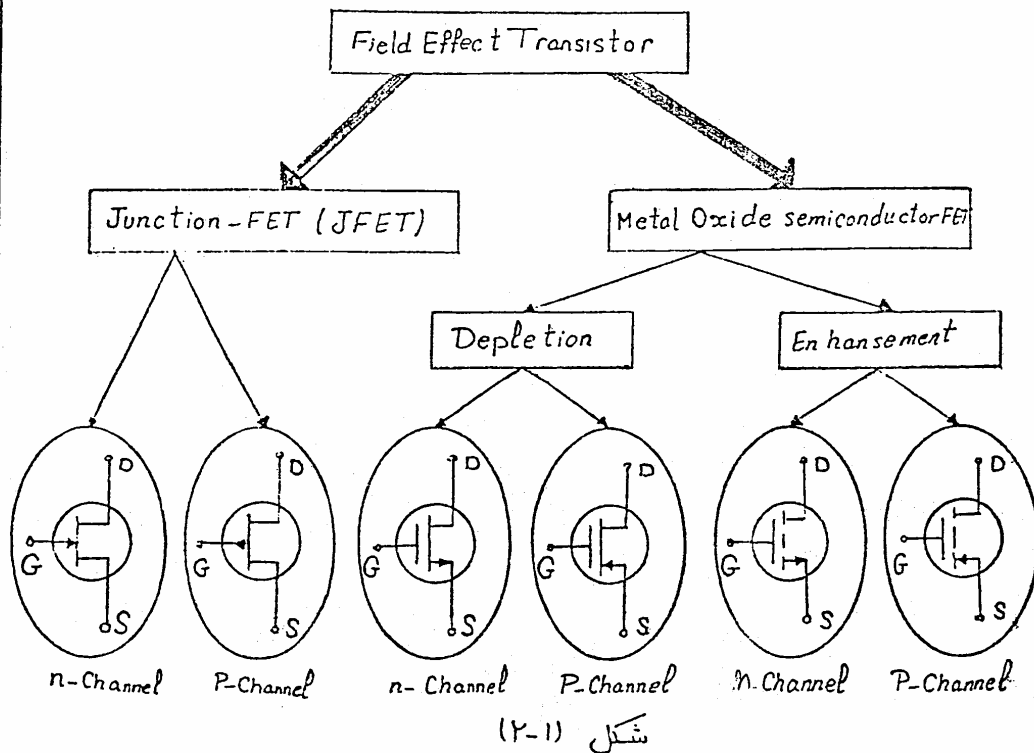 Field Effect Transistor
Junction-FET (JFET)
Metal Oxide semiconductor FET
Depletion
Enhansement
D
G
S
D
G
S
D
G
S
D
G
S
D
G
S
D
G
S
n-Channel
P-Channel
n-Channel
P-Channel
n-Channel
P-Channel
شکل (۲-۱)